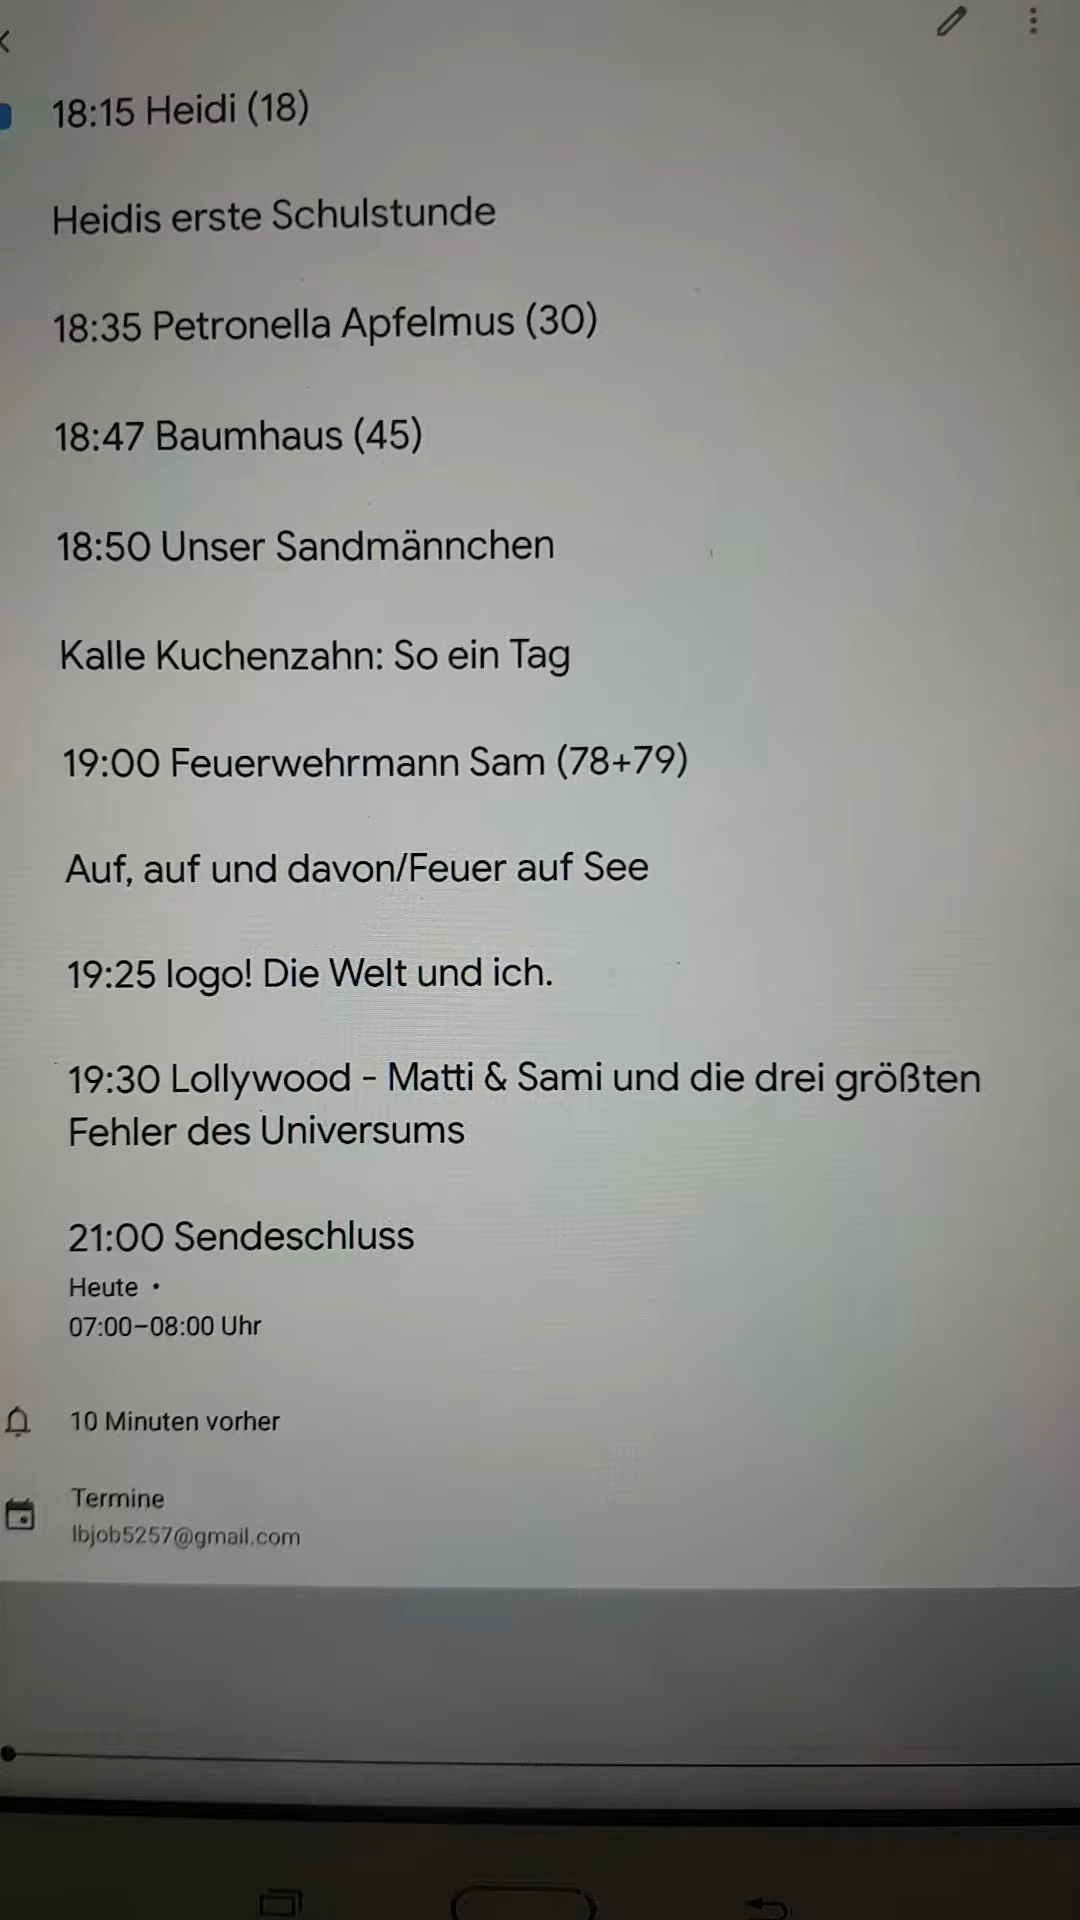 18:15 Heidi (18)
Heidis erste Schulstunde
18:35 Petronella Apfelmus (30)
18:47 Baumhaus (45)
18:50 Unser Sandmännchen
Kalle Kuchenzahn: So ein Tag
19:00 Feuerwehrmann Sam (78+79)
Auf, auf und davon/Feuer auf See
19:25 logo! Die Welt und ich.
19:30 Lollywood - Matti & Sami und die drei größten
Fehler des Universums
21:00 Sendeschluss
Heute •
07:00–08:00 Uhr
10 Minuten vorher
Termine
lbjob5257@gmail.com